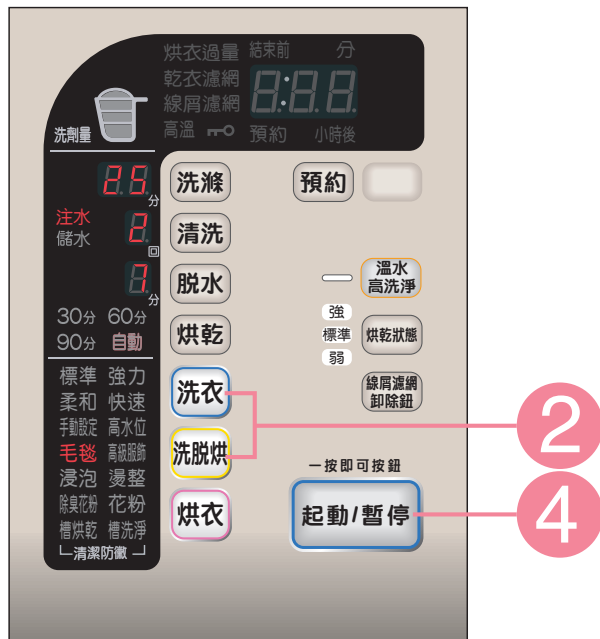 烘衣過量 結束前 分
乾衣濾網
線屑濾網
高溫 預約 小時後
8:88
洗劑量
25分
洗滌
預約
注水
儲水
2回
清洗
7分
脱水
溫水
高洗淨
30分 60分
90分 自動
烘乾
強
標準
弱
烘乾狀態
標準 強力
柔和 快速
手動設定 高水位
毛毯 高級服飾
浸泡 燙整
除臭花粉 花粉
槽烘乾 槽洗淨
清潔防黴
洗衣
線屑濾網
卸除鈕
2
洗脱烘
一按即可按鈕
烘衣
起動/暫停
4